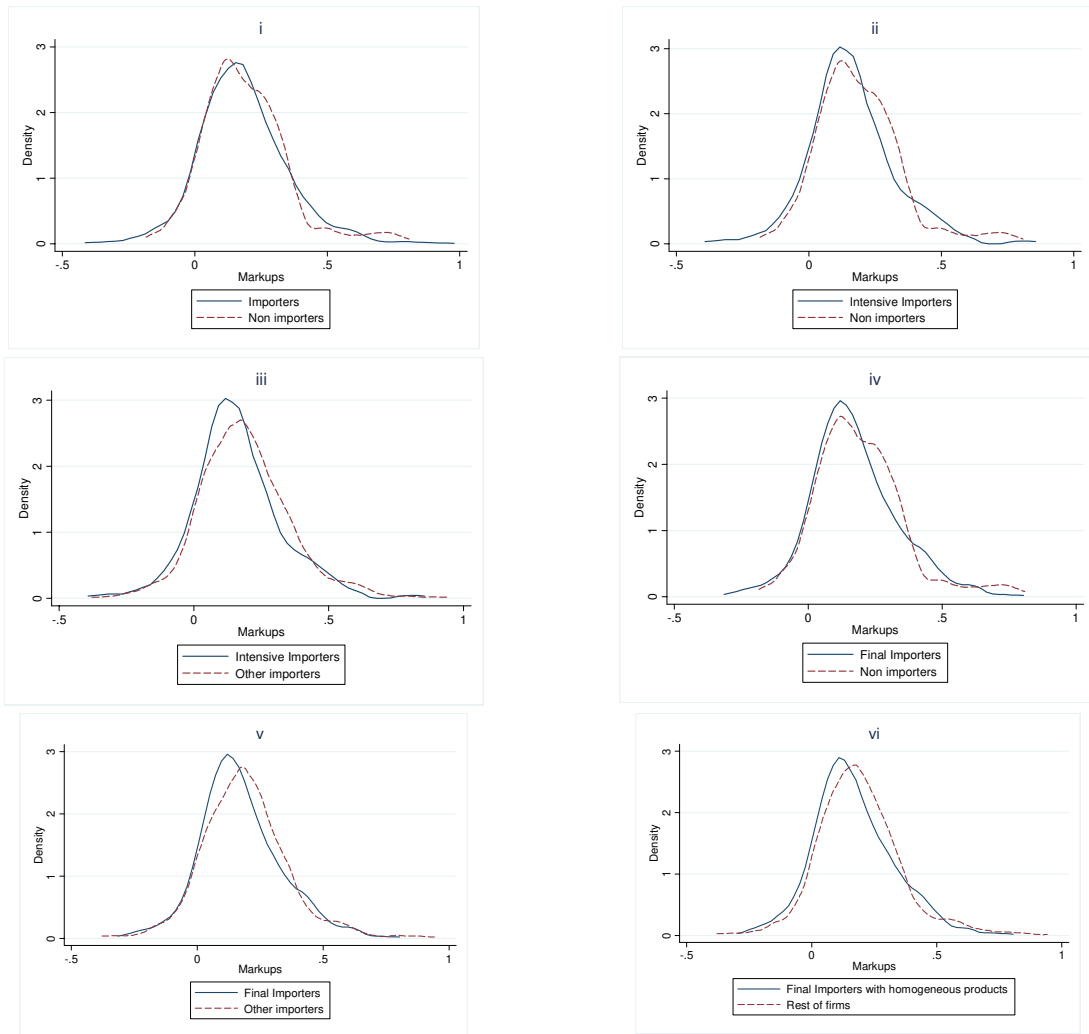 i
Density
3
2
1
0
-.5 0 .5 1
Markups
Importers
Non importers
ii
Density
3
2
1
0
-.5 0 .5 1
Markups
Intensive Importers
Non importers
iii
Density
3
2
1
0
-.5 0 .5 1
Markups
Intensive Importers
Other importers
iv
Density
3
2
1
0
-.5 0 .5 1
Markups
Final Importers
Non importers
v
Density
3
2
1
0
-.5 0 .5 1
Markups
Final Importers
Other importers
vi
Density
3
2
1
0
-.5 0 .5 1
Markups
Final Importers with homogeneous products
Rest of firms